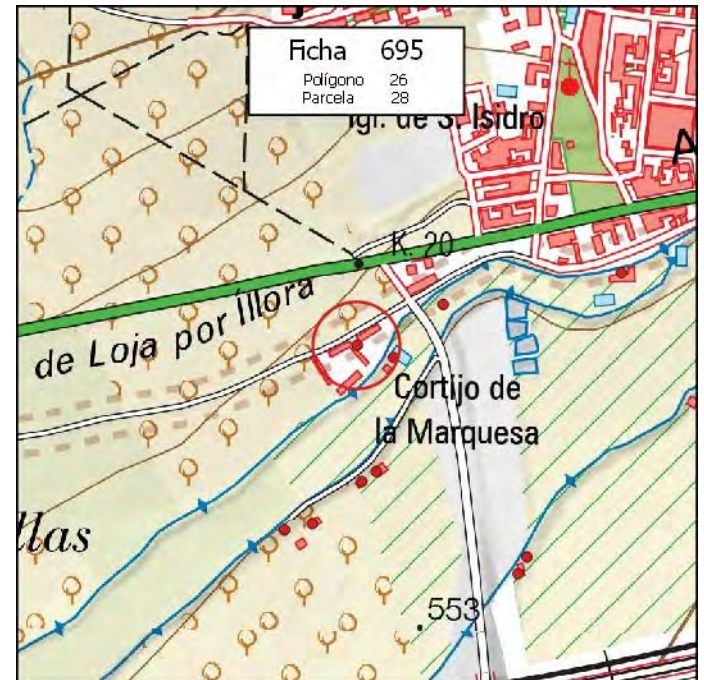 Ficha 695
Polígono 26
Parcela 28
Igl. de S. Isidro
A
K. 20
de Loja por Íllora
Cortijo de
la Marquesa
llas
.553